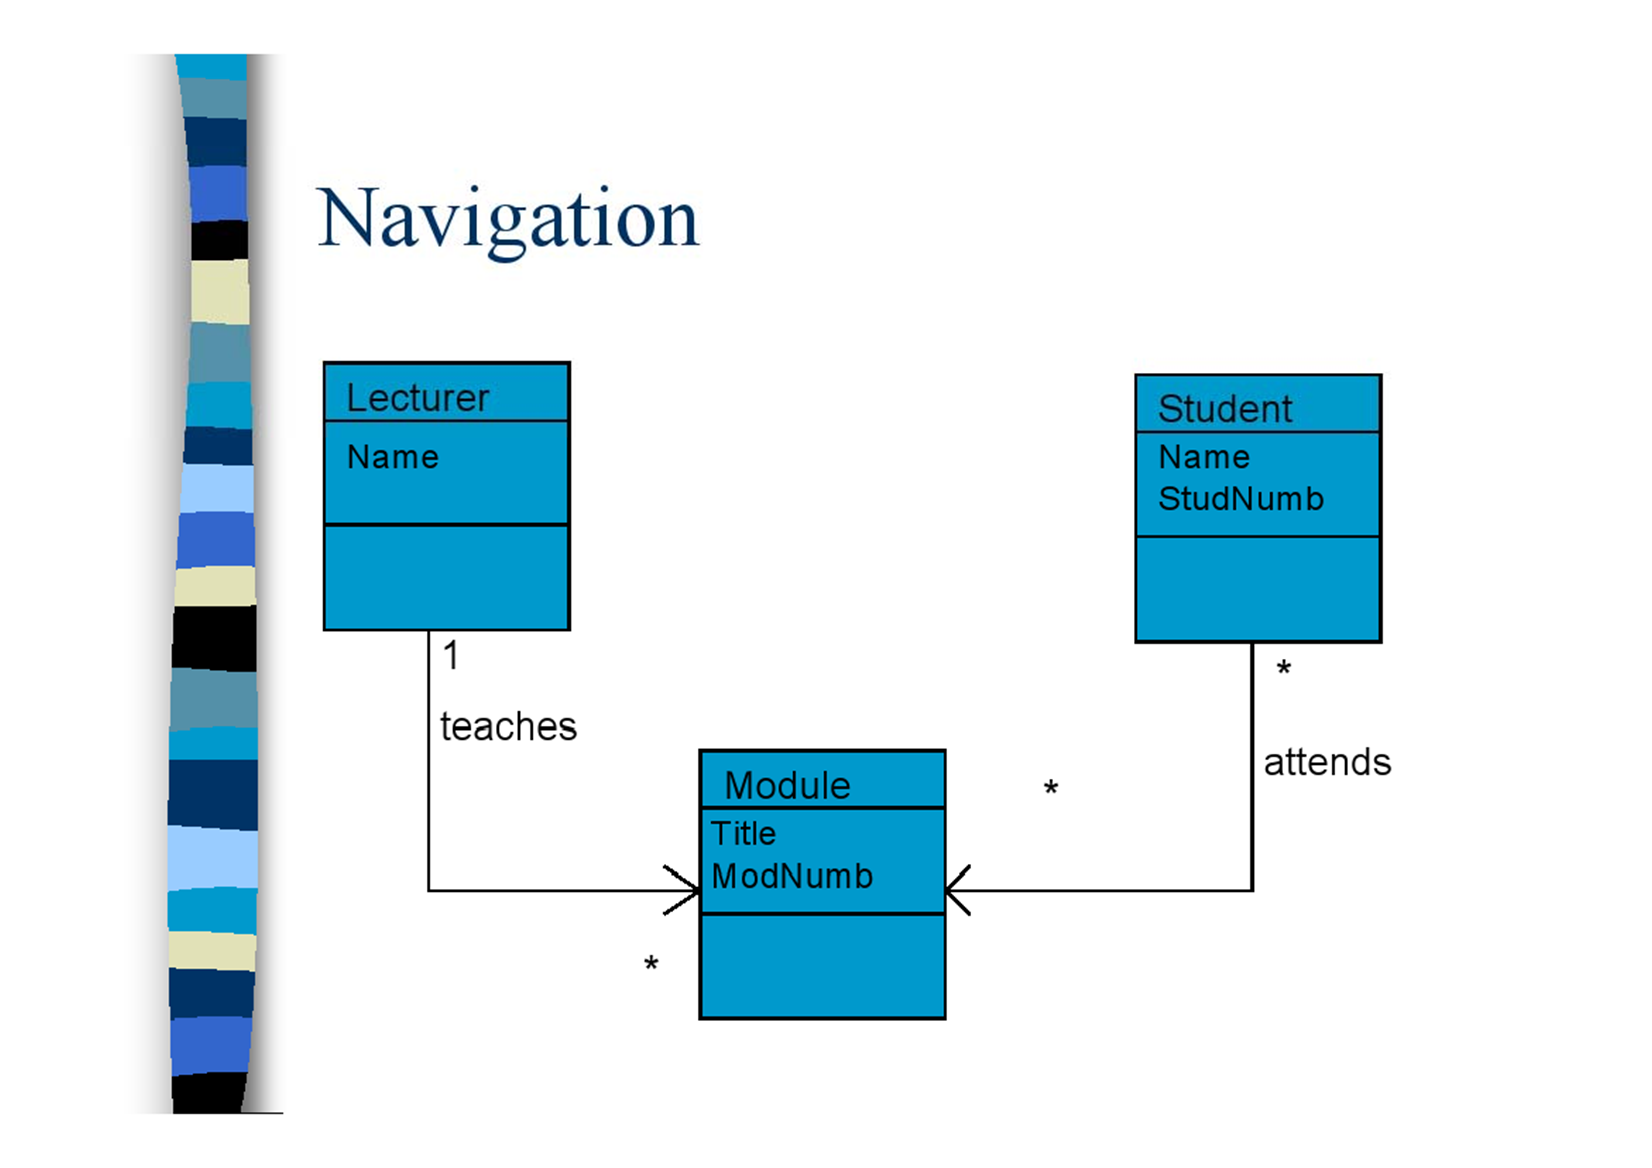 Navigation
Lecturer
Name
Student
Name
StudNumb
1
teaches
*
attends
*
Module
Title
ModNumb
*